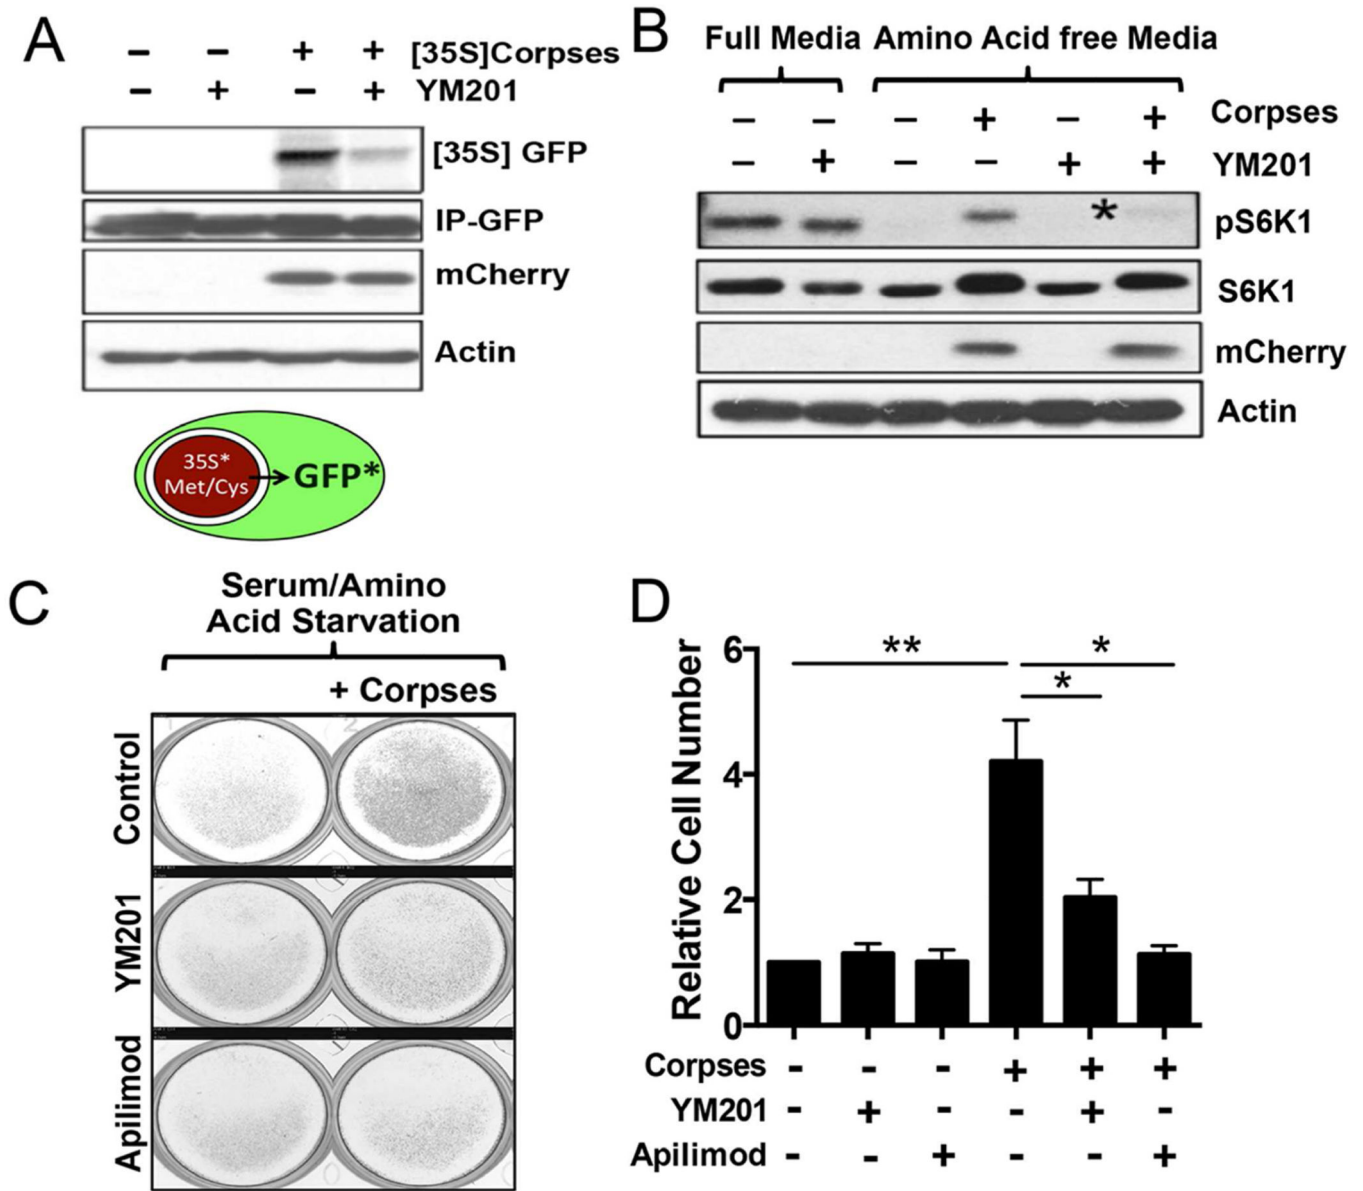 A
- - + + [35S]Corpses
- + - + YM201
[35S] GFP
IP-GFP
mCherry
Actin
35S*
Met/Cys
GFP*
B
Full Media Amino Acid free Media
- - - + - + Corpses
- + - - + + YM201
*
pS6K1
S6K1
mCherry
Actin
C
Serum/Amino
Acid Starvation
+ Corpses
Control
YM201
Apilimod
D
Relative Cell Number
6
4
2
0
**
*
*
Corpses - - - + + +
YM201 - + - - + -
Apilimod - - + - - +